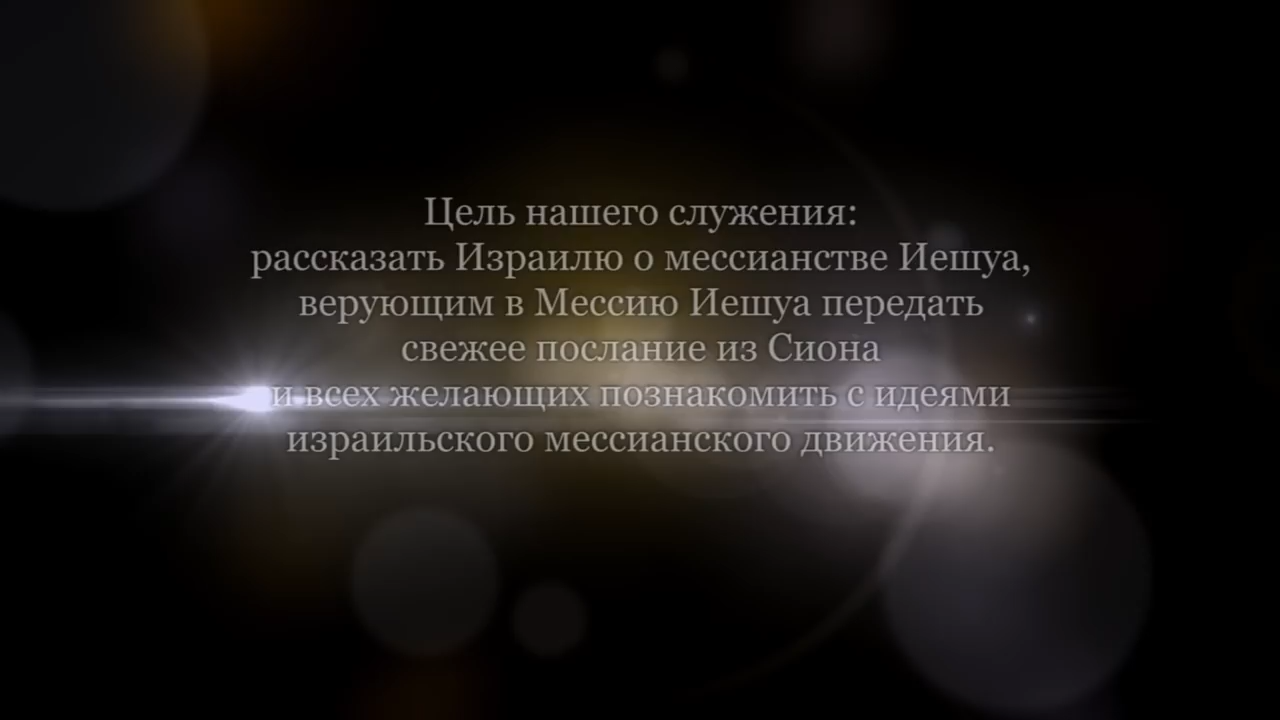 Цель нашего служения:
рассказать Израилю о мессианстве Иешуа,
верующим в Мессию Иешуа передать
свежее послание из Сиона
и всех желающих познакомить с идеями
израильского мессианского движения.